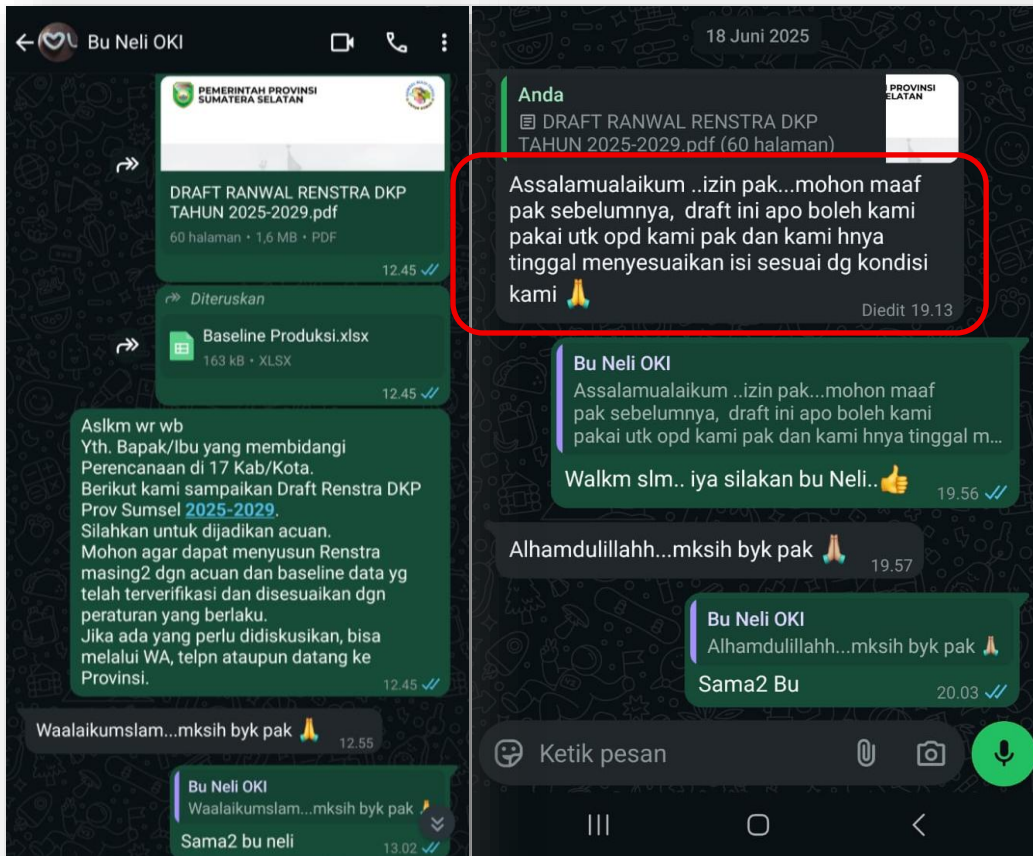 Bu Neli OKI
PEMERINTAH PROVINSI
SUMATERA SELATAN
DRAFT RANWAL RENSTRA DKP
TAHUN 2025-2029.pdf
60 halaman • 1,6 MB • PDF
12.45
Diteruskan
Baseline Produksi.xlsx
163 kB • XLSX
12.45
Aslkm wr wb
Yth. Bapak/Ibu yang membidangi
Perencanaan di 17 Kab/Kota.
Berikut kami sampaikan Draft Renstra DKP
Prov Sumsel 2025-2029.
Silahkan untuk dijadikan acuan.
Mohon agar dapat menyusun Renstra
masing2 dgn acuan dan baseline data yg
telah terverifikasi dan disesuaikan dgn
peraturan yang berlaku.
Jika ada yang perlu didiskusikan, bisa
melalui WA, telpn ataupun datang ke
Provinsi.
12.45
Waalaikumslam...mksih byk pak 🙏
12.55
Bu Neli OKI
Waalaikumslam...mksih byk pak 🙏
Sama2 bu neli
13.02
18 Juni 2025
Anda
DRAFT RANWAL RENSTRA DKP
TAHUN 2025-2029.pdf (60 halaman)
PROVINSI
ELATAN
Assalamualaikum ..izin pak...mohon maaf
pak sebelumnya, draft ini apo boleh kami
pakai utk opd kami pak dan kami hnya
tinggal menyesuaikan isi sesuai dg kondisi
kami 🙏
Diedit 19.13
Bu Neli OKI
Assalamualaikum ..izin pak...mohon maaf
pak sebelumnya, draft ini apo boleh kami
pakai utk opd kami pak dan kami hnya tinggal m...
Walkm slm.. iya silakan bu Neli..👍
19.56
Alhamdulillahh...mksih byk pak 🙏
19.57
Bu Neli OKI
Alhamdulillahh...mksih byk pak 🙏
Sama2 Bu
20.03
Ketik pesan